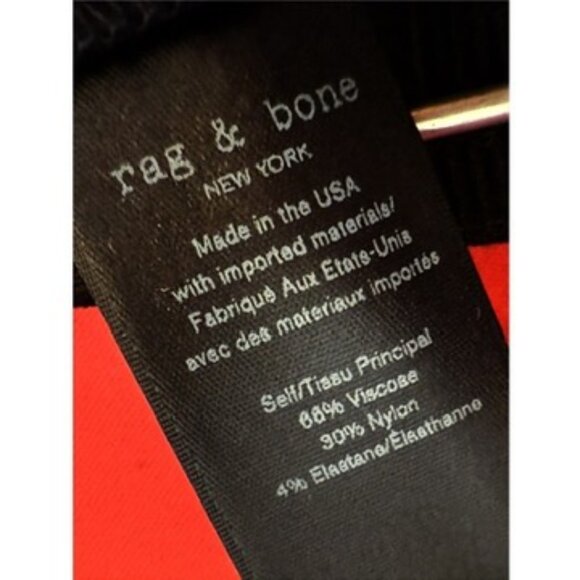 rag & bone
NEW YORK
Made in the USA
with imported materials/
Fabriqué Aux Etats-Unis
avec des materiaux importés
Self/Tissu Principal
66% Viscose
30% Nylon
4% Elastane/Élasthanne